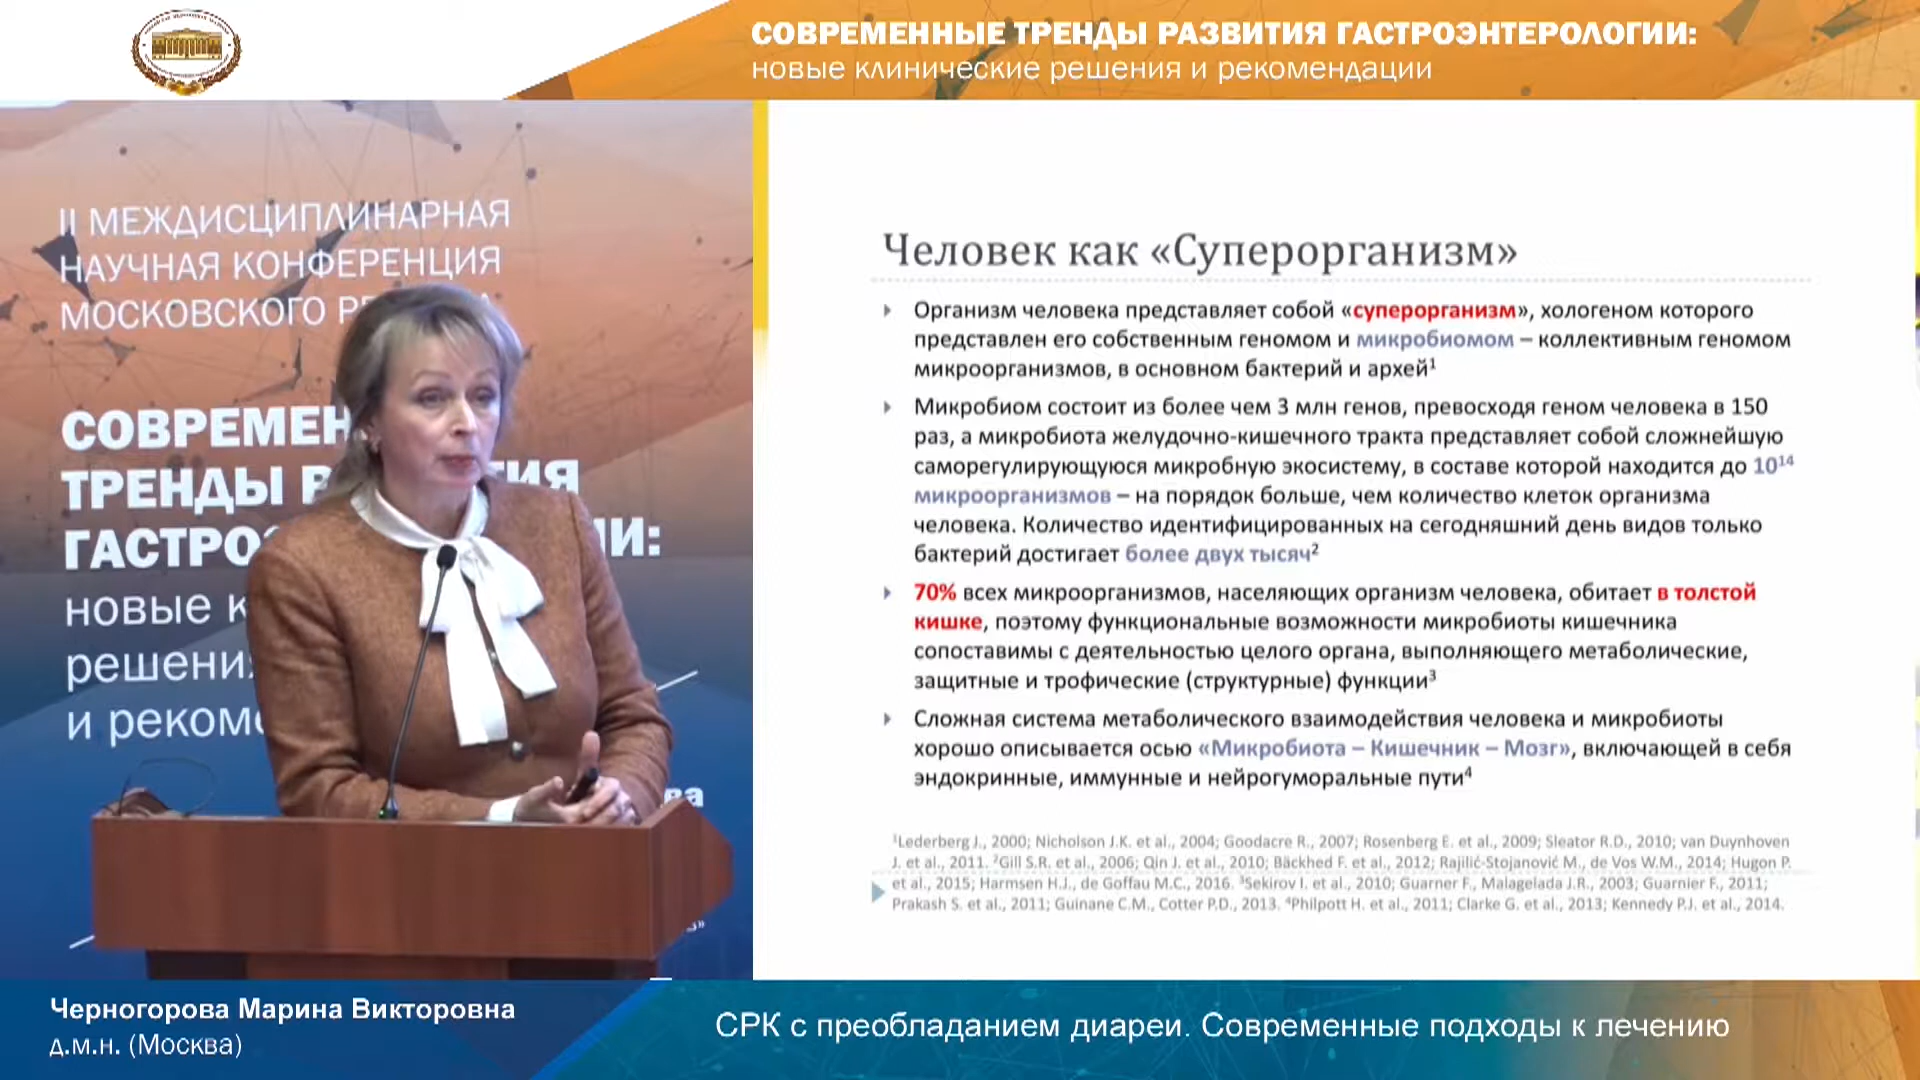 СОВРЕМЕННЫЕ ТРЕНДЫ РАЗВИТИЯ ГАСТРОЭНТЕРОЛОГИИ:
новые клинические решения и рекомендации
II МЕЖДИСЦИПЛИНАРНАЯ
НАУЧНАЯ КОНФЕРЕНЦИЯ
МОСКОВСКОГО
СОВРЕМЕН
ТРЕНДЫ
ГАСТРОЭ ИИ:
новые к
решени
и рекоме
Человек как «Суперорганизм»
Организм человека представляет собой «суперорганизм», хологеном которого
представлен его собственным геномом и микробиомом – коллективным геномом
микроорганизмов, в основном бактерий и архей¹
Микробиом состоит из более чем 3 млн генов, превосходя геном человека в 150
раз, а микробиота желудочно-кишечного тракта представляет собой сложнейшую
саморегулирующуюся микробную экосистему, в составе которой находится до 10¹⁴
микроорганизмов – на порядок больше, чем количество клеток организма
человека. Количество идентифицированных на сегодняшний день видов только
бактерий достигает более двух тысяч²
70% всех микроорганизмов, населяющих организм человека, обитает в толстой
кишке, поэтому функциональные возможности микробиоты кишечника
сопоставимы с деятельностью целого органа, выполняющего метаболические,
защитные и трофические (структурные) функции³
Сложная система метаболического взаимодействия человека и микробиоты
хорошо описывается осью «Микробиота – Кишечник – Мозг», включающей в себя
эндокринные, иммунные и нейрогуморальные пути⁴
¹Lederberg J., 2000; Nicholson J.K. et al., 2004; Goodacre R., 2007; Rosenberg E. et al., 2009; Sleator R.D., 2010; van Duynhoven
J. et al., 2011. ²Gill S.R. et al., 2006; Qin J. et al., 2010; Bäckhed F. et al., 2012; Rajilić-Stojanović M., de Vos W.M., 2014; Hugon P.
et al., 2015; Harmsen H.J., de Goffau M.C., 2016. ³Sekirov I. et al., 2010; Guarner F., Malagelada J.R., 2003; Guarnier F., 2011;
Prakash S. et al., 2011; Guinane C.M., Cotter P.D., 2013. ⁴Philpott H. et al., 2011; Clarke G. et al., 2013; Kennedy P.J. et al., 2014.
Черногорова Марина Викторовна
д.м.н. (Москва)
СРК с преобладанием диареи. Современные подходы к лечению